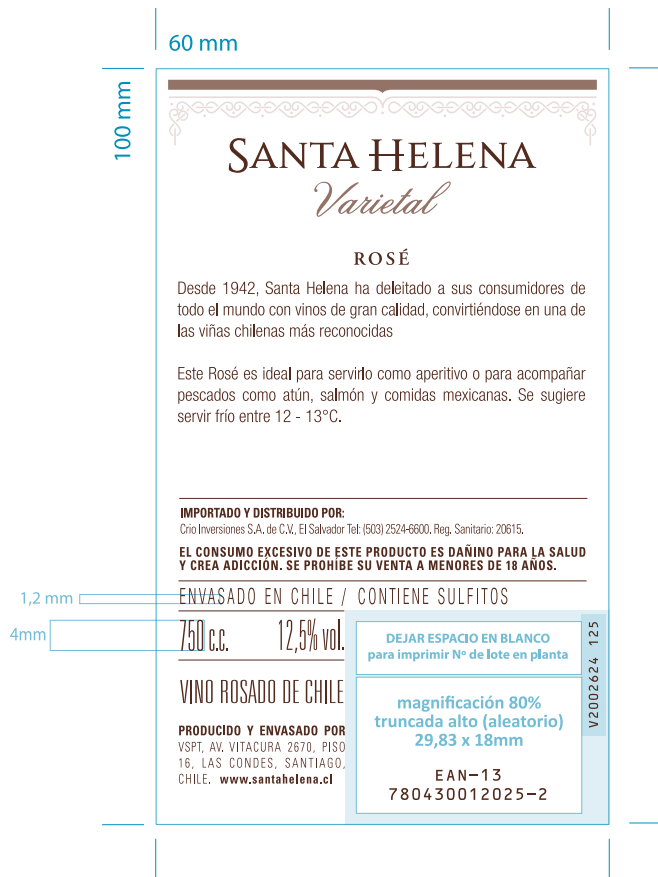 60 mm
100 mm
SANTA HELENA
Varietal
ROSÉ
Desde 1942, Santa Helena ha deleitado a sus consumidores de
todo el mundo con vinos de gran calidad, convirtiéndose en una de
las viñas chilenas más reconocidas
Este Rosé es ideal para servirlo como aperitivo o para acompañar
pescados como atún, salmón y comidas mexicanas. Se sugiere
servir frío entre 12 - 13°C.
IMPORTADO Y DISTRIBUIDO POR:
Crio Inversiones S.A. de C.V., El Salvador Tel: (503) 2524-6600. Reg. Sanitario: 20615.
EL CONSUMO EXCESIVO DE ESTE PRODUCTO ES DAÑINO PARA LA SALUD
Y CREA ADICCIÓN. SE PROHÍBE SU VENTA A MENORES DE 18 AÑOS.
1,2 mm
ENVASADO EN CHILE / CONTIENE SULFITOS
4mm
750 c.c. 12,5% vol.
VINO ROSADO DE CHILE
PRODUCIDO Y ENVASADO POR
VSPT, AV. VITACURA 2670, PISO
16, LAS CONDES, SANTIAGO,
CHILE. www.santahelena.cl
DEJAR ESPACIO EN BLANCO
para imprimir Nº de lote en planta
V2002624 125
magnificación 80%
truncada alto (aleatorio)
29,83 x 18mm
EAN-13
780430012025-2